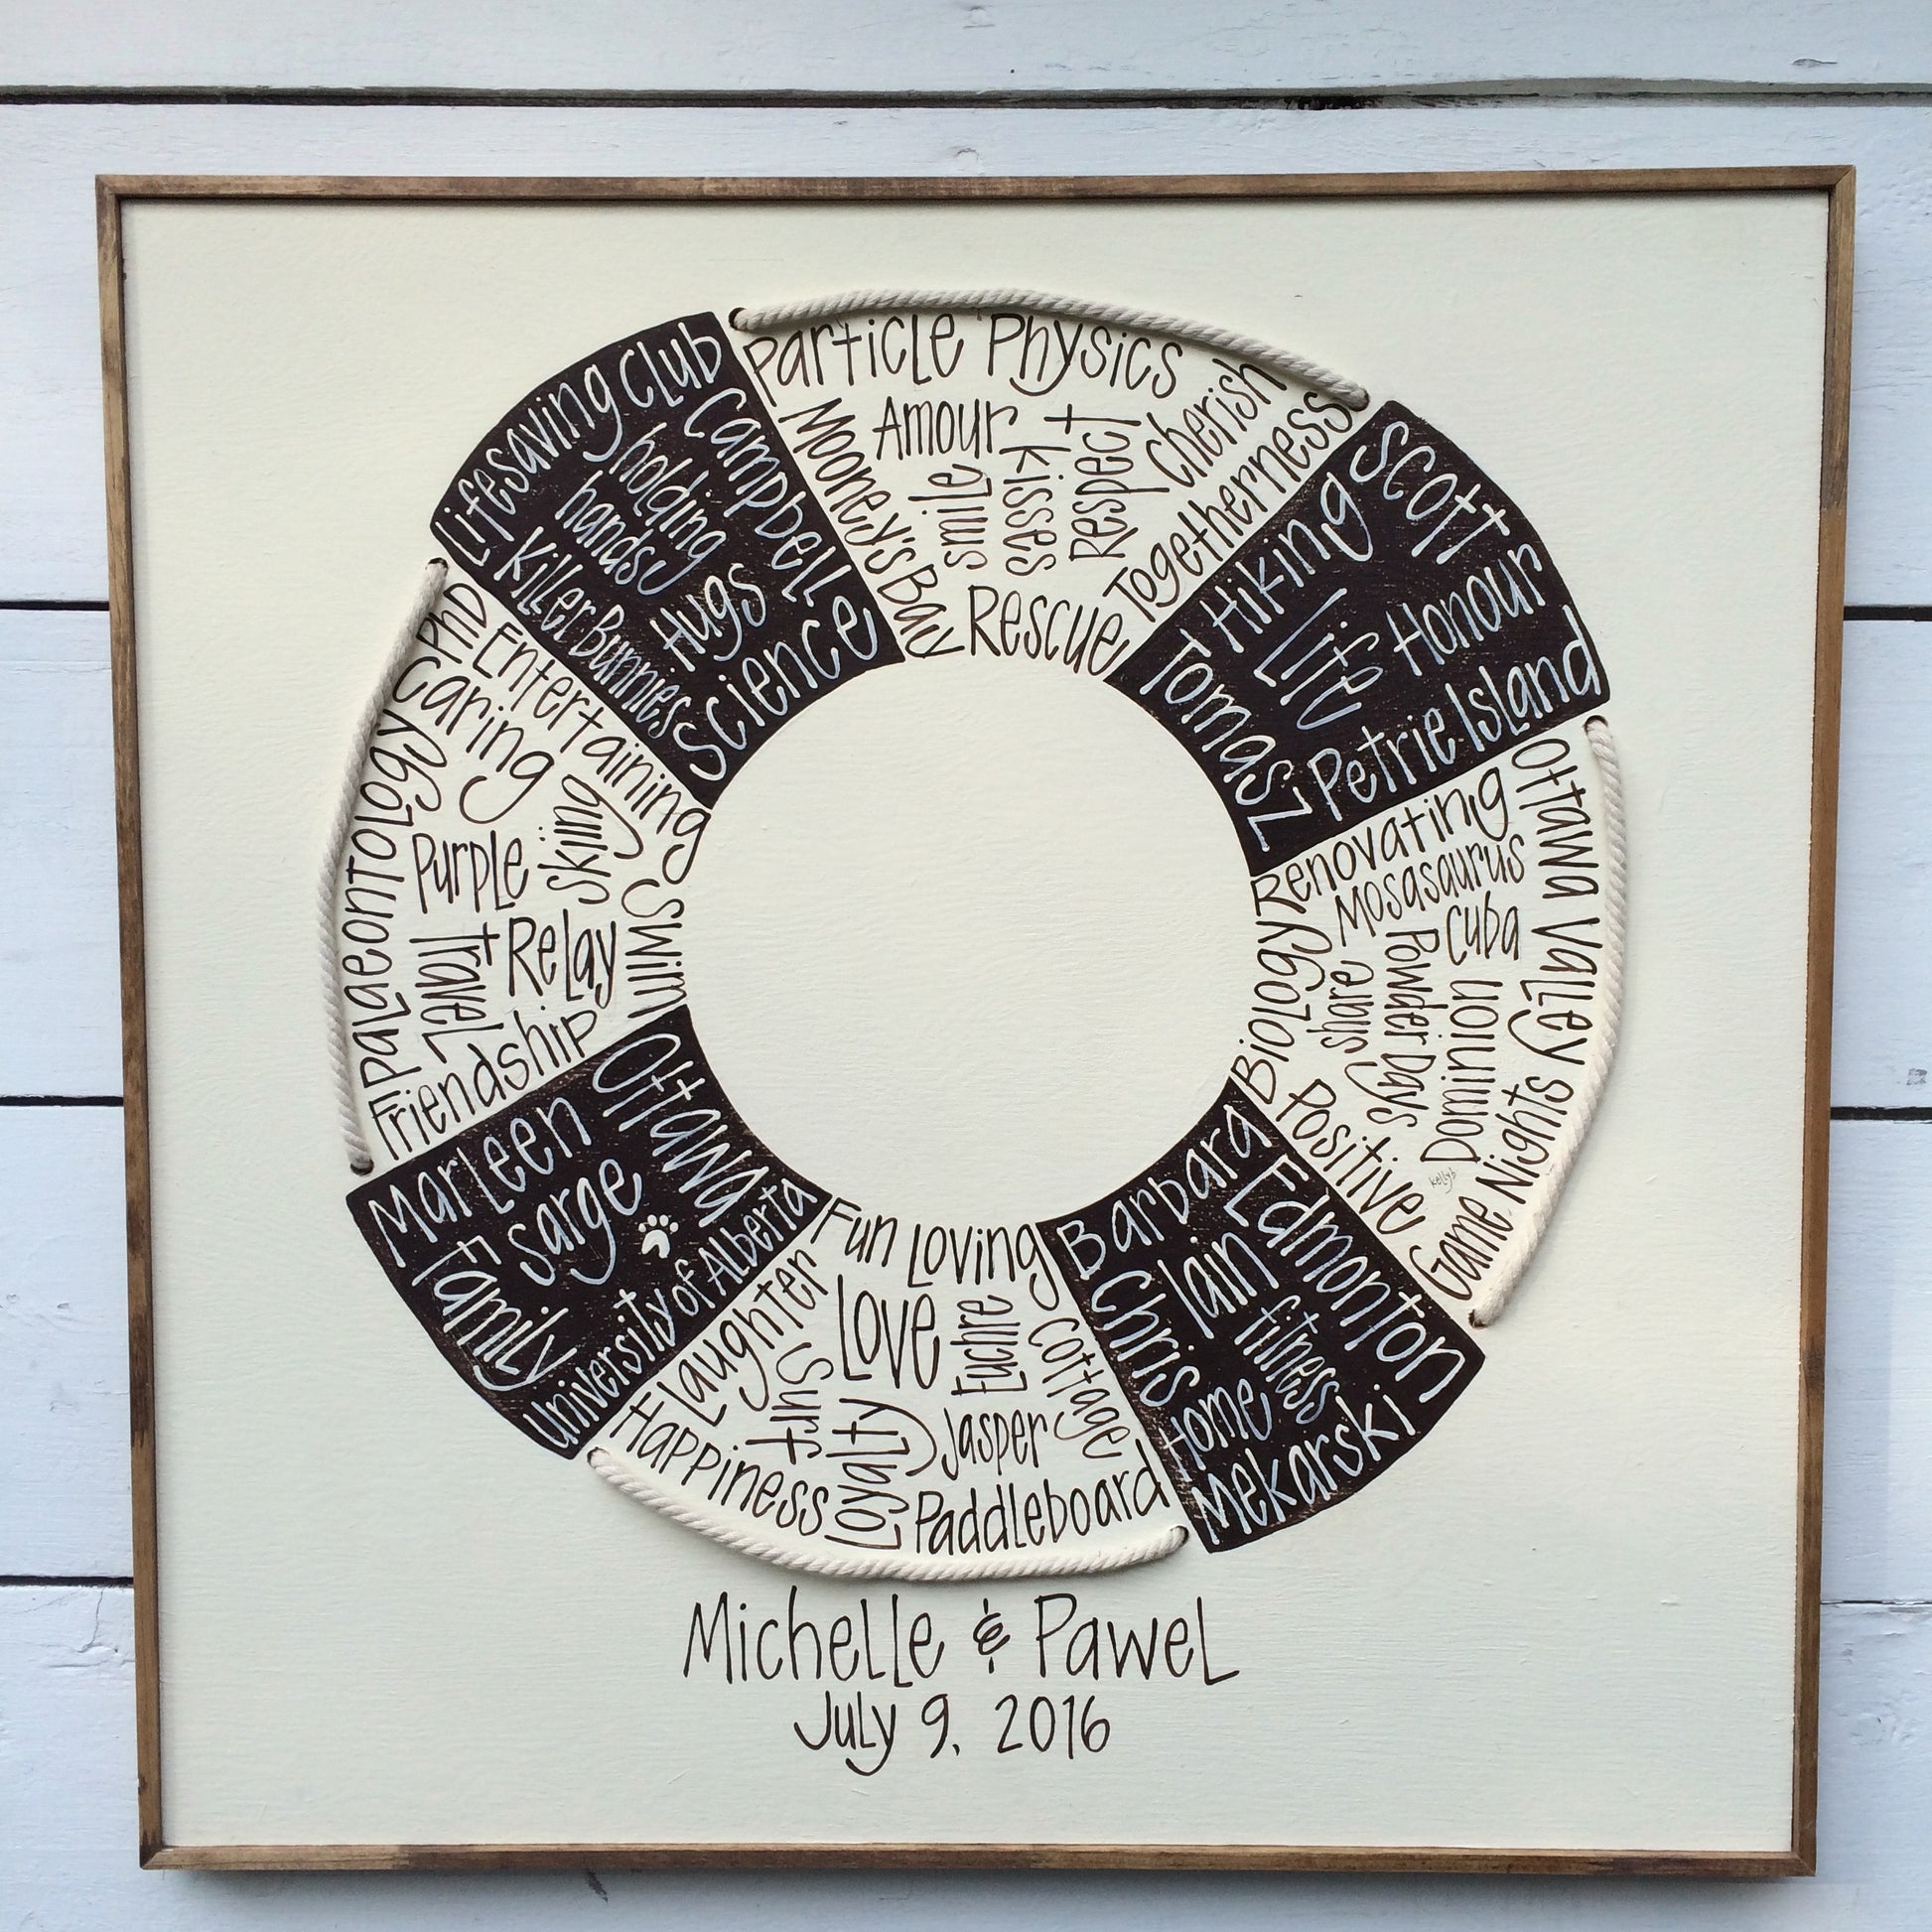 Particle Physics
Amour
Mooney's Bay
smile
kisses
Respect
cherish
Togetherness
Rescue
Scott
Hiking
Life
Honour
Tomasz
Petrie Island
Renovating
Mosasaurus
Cuba
Ottawa Valley
Biology
share
Powder Days
Dominion
Positive
Game Nights
kellyb
Barbara
Edmonton
Iain
Chris
fitness
Home
Mekarski
Fun Loving
Love
Euchre
Cottage
Laughter
Surf
Loyalty
Jasper
Happiness
Paddleboard
Ottawa
Marleen
Sarge
Family
University of Alberta
PhD
Entertaining
Caring
Palaeontology
Skiing
Purple
Swim
Travel
Relay
Friendship
Lifesaving Club
Campbell
holding
hands
Killer Bunnies
Hugs
Science
Michelle & Pawel
July 9, 2016